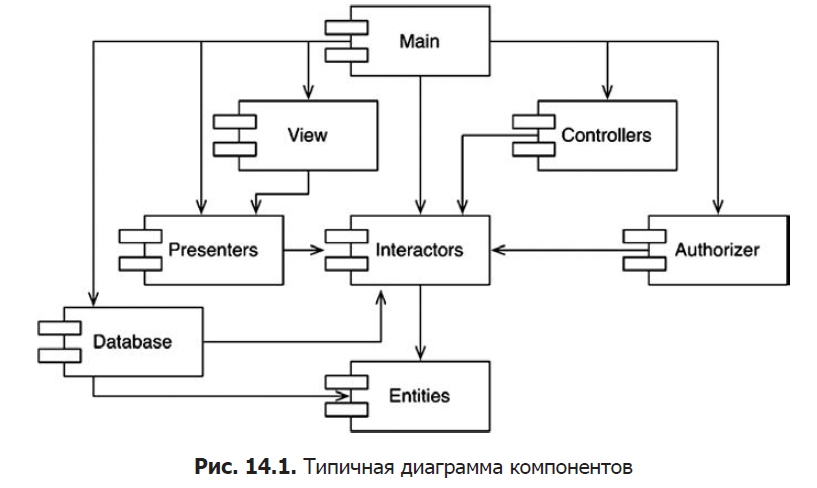 Main
View
Controllers
Presenters
Interactors
Authorizer
Database
Entities
Рис. 14.1. Типичная диаграмма компонентов